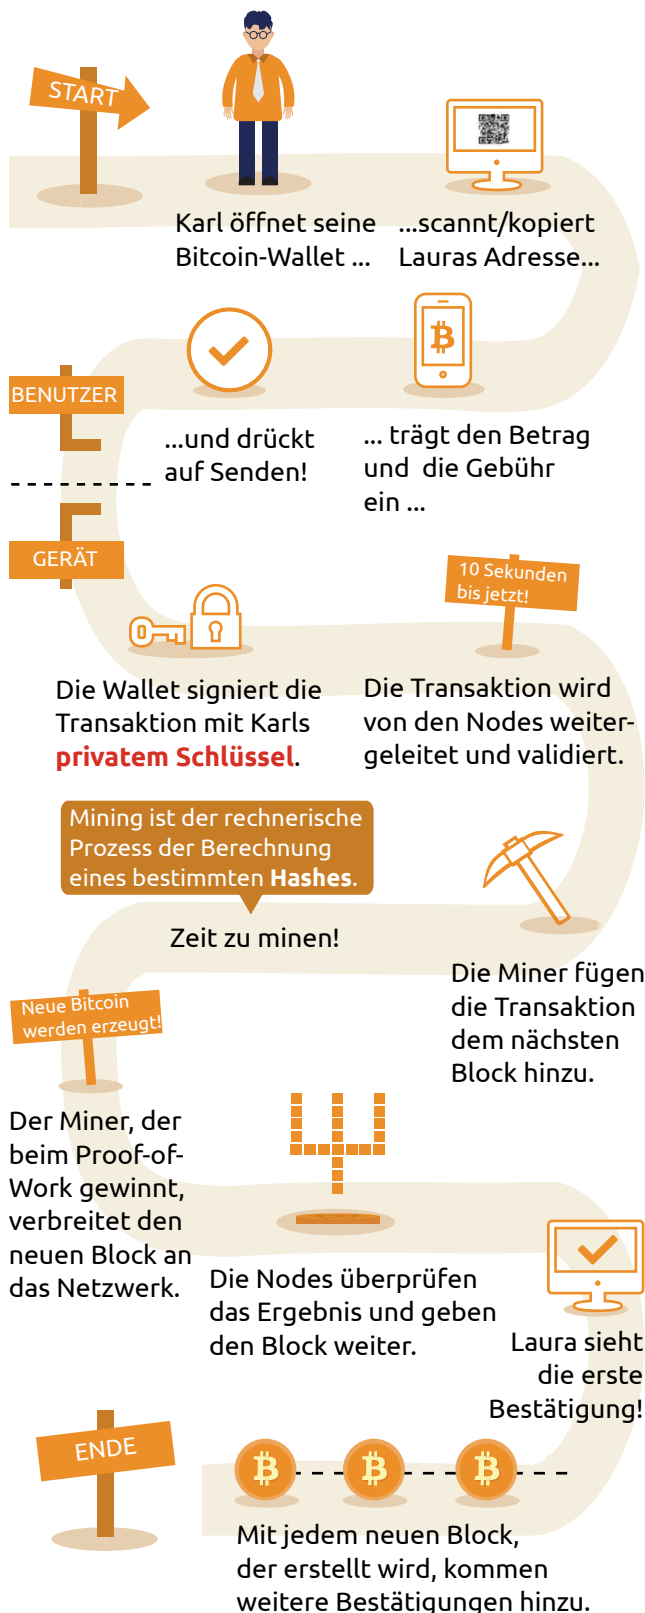 START
Karl öffnet seine
Bitcoin-Wallet ...
...scannt/kopiert
Lauras Adresse...
... trägt den Betrag
und die Gebühr
ein ...
...und drückt
auf Senden!
BENUTZER
GERÄT
Die Wallet signiert die
Transaktion mit Karls
privatem Schlüssel.
10 Sekunden
bis jetzt!
Die Transaktion wird
von den Nodes weiter-
geleitet und validiert.
Die Miner fügen
die Transaktion
dem nächsten
Block hinzu.
Mining ist der rechnerische
Prozess der Berechnung
eines bestimmten Hashes.
Zeit zu minen!
Neue Bitcoin
werden erzeugt!
Der Miner, der
beim Proof-of-
Work gewinnt,
verbreitet den
neuen Block an
das Netzwerk.
Die Nodes überprüfen
das Ergebnis und geben
den Block weiter.
Laura sieht
die erste
Bestätigung!
Mit jedem neuen Block,
der erstellt wird, kommen
weitere Bestätigungen hinzu.
ENDE